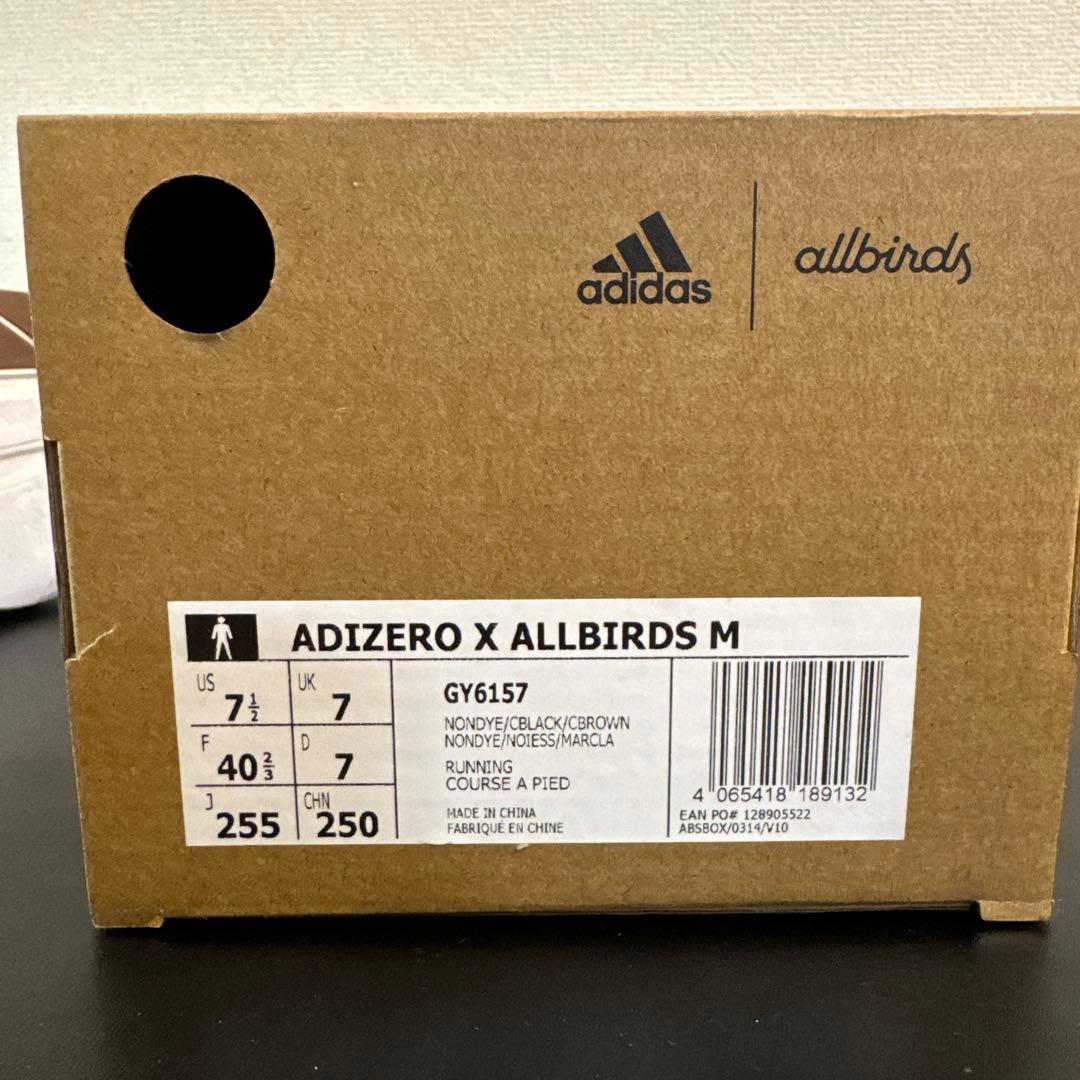 adidas
allbirds
ADIZERO X ALLBIRDS M
US 7½
UK 7
F 40⅔
D 7
J 255
CHN 250
GY6157
NONDYE/CBLACK/CBROWN
NONDYE/NOIESS/MARCLA
RUNNING
COURSE A PIED
MADE IN CHINA
FABRIQUÉ EN CHINE
4 065418 189132
EAN PO# 128905522
ABSBOX/0314/V10